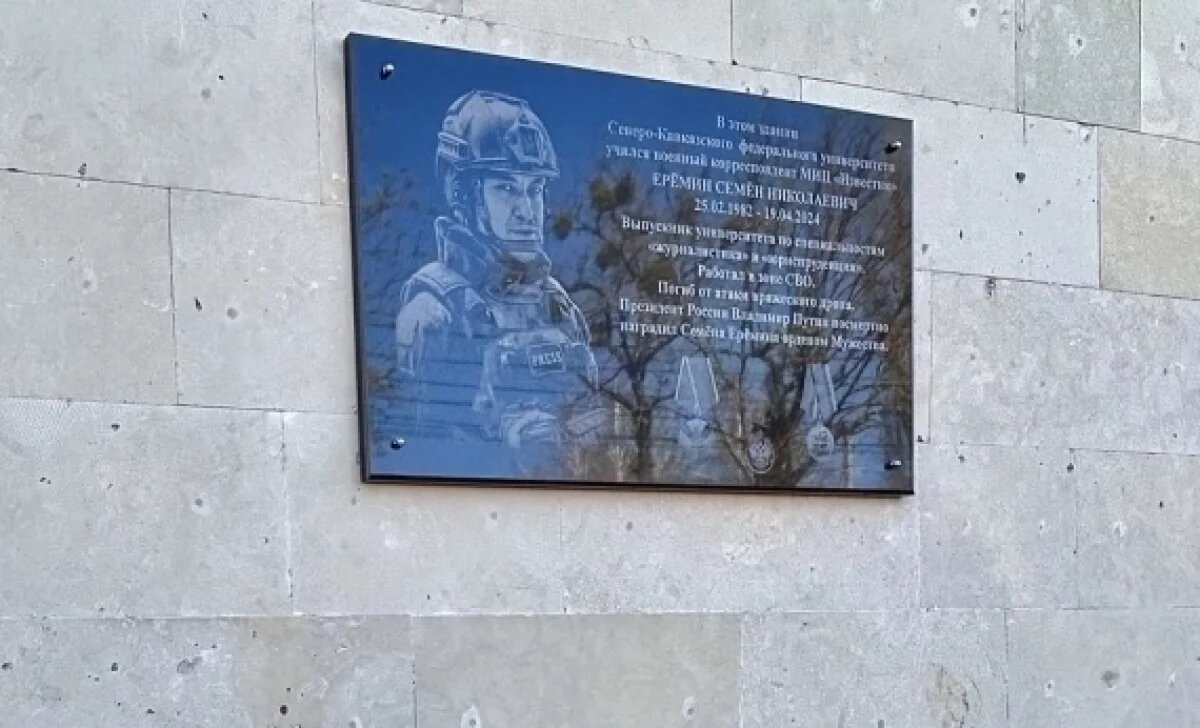 В этом здании
Северо-Кавказского федерального университета
учился военный корреспондент МИЦ «Известия»
ЕРЁМИН СЕМЁН НИКОЛАЕВИЧ
25.02.1982 - 19.04.2024
Выпускник университета по специальностям
«журналистика» и «юриспруденция».
Работал в зоне СВО.
Погиб от атаки вражеского дрона.
Президент России Владимир Путин посмертно
наградил Семёна Ерёмина орденом Мужества.
PRESS